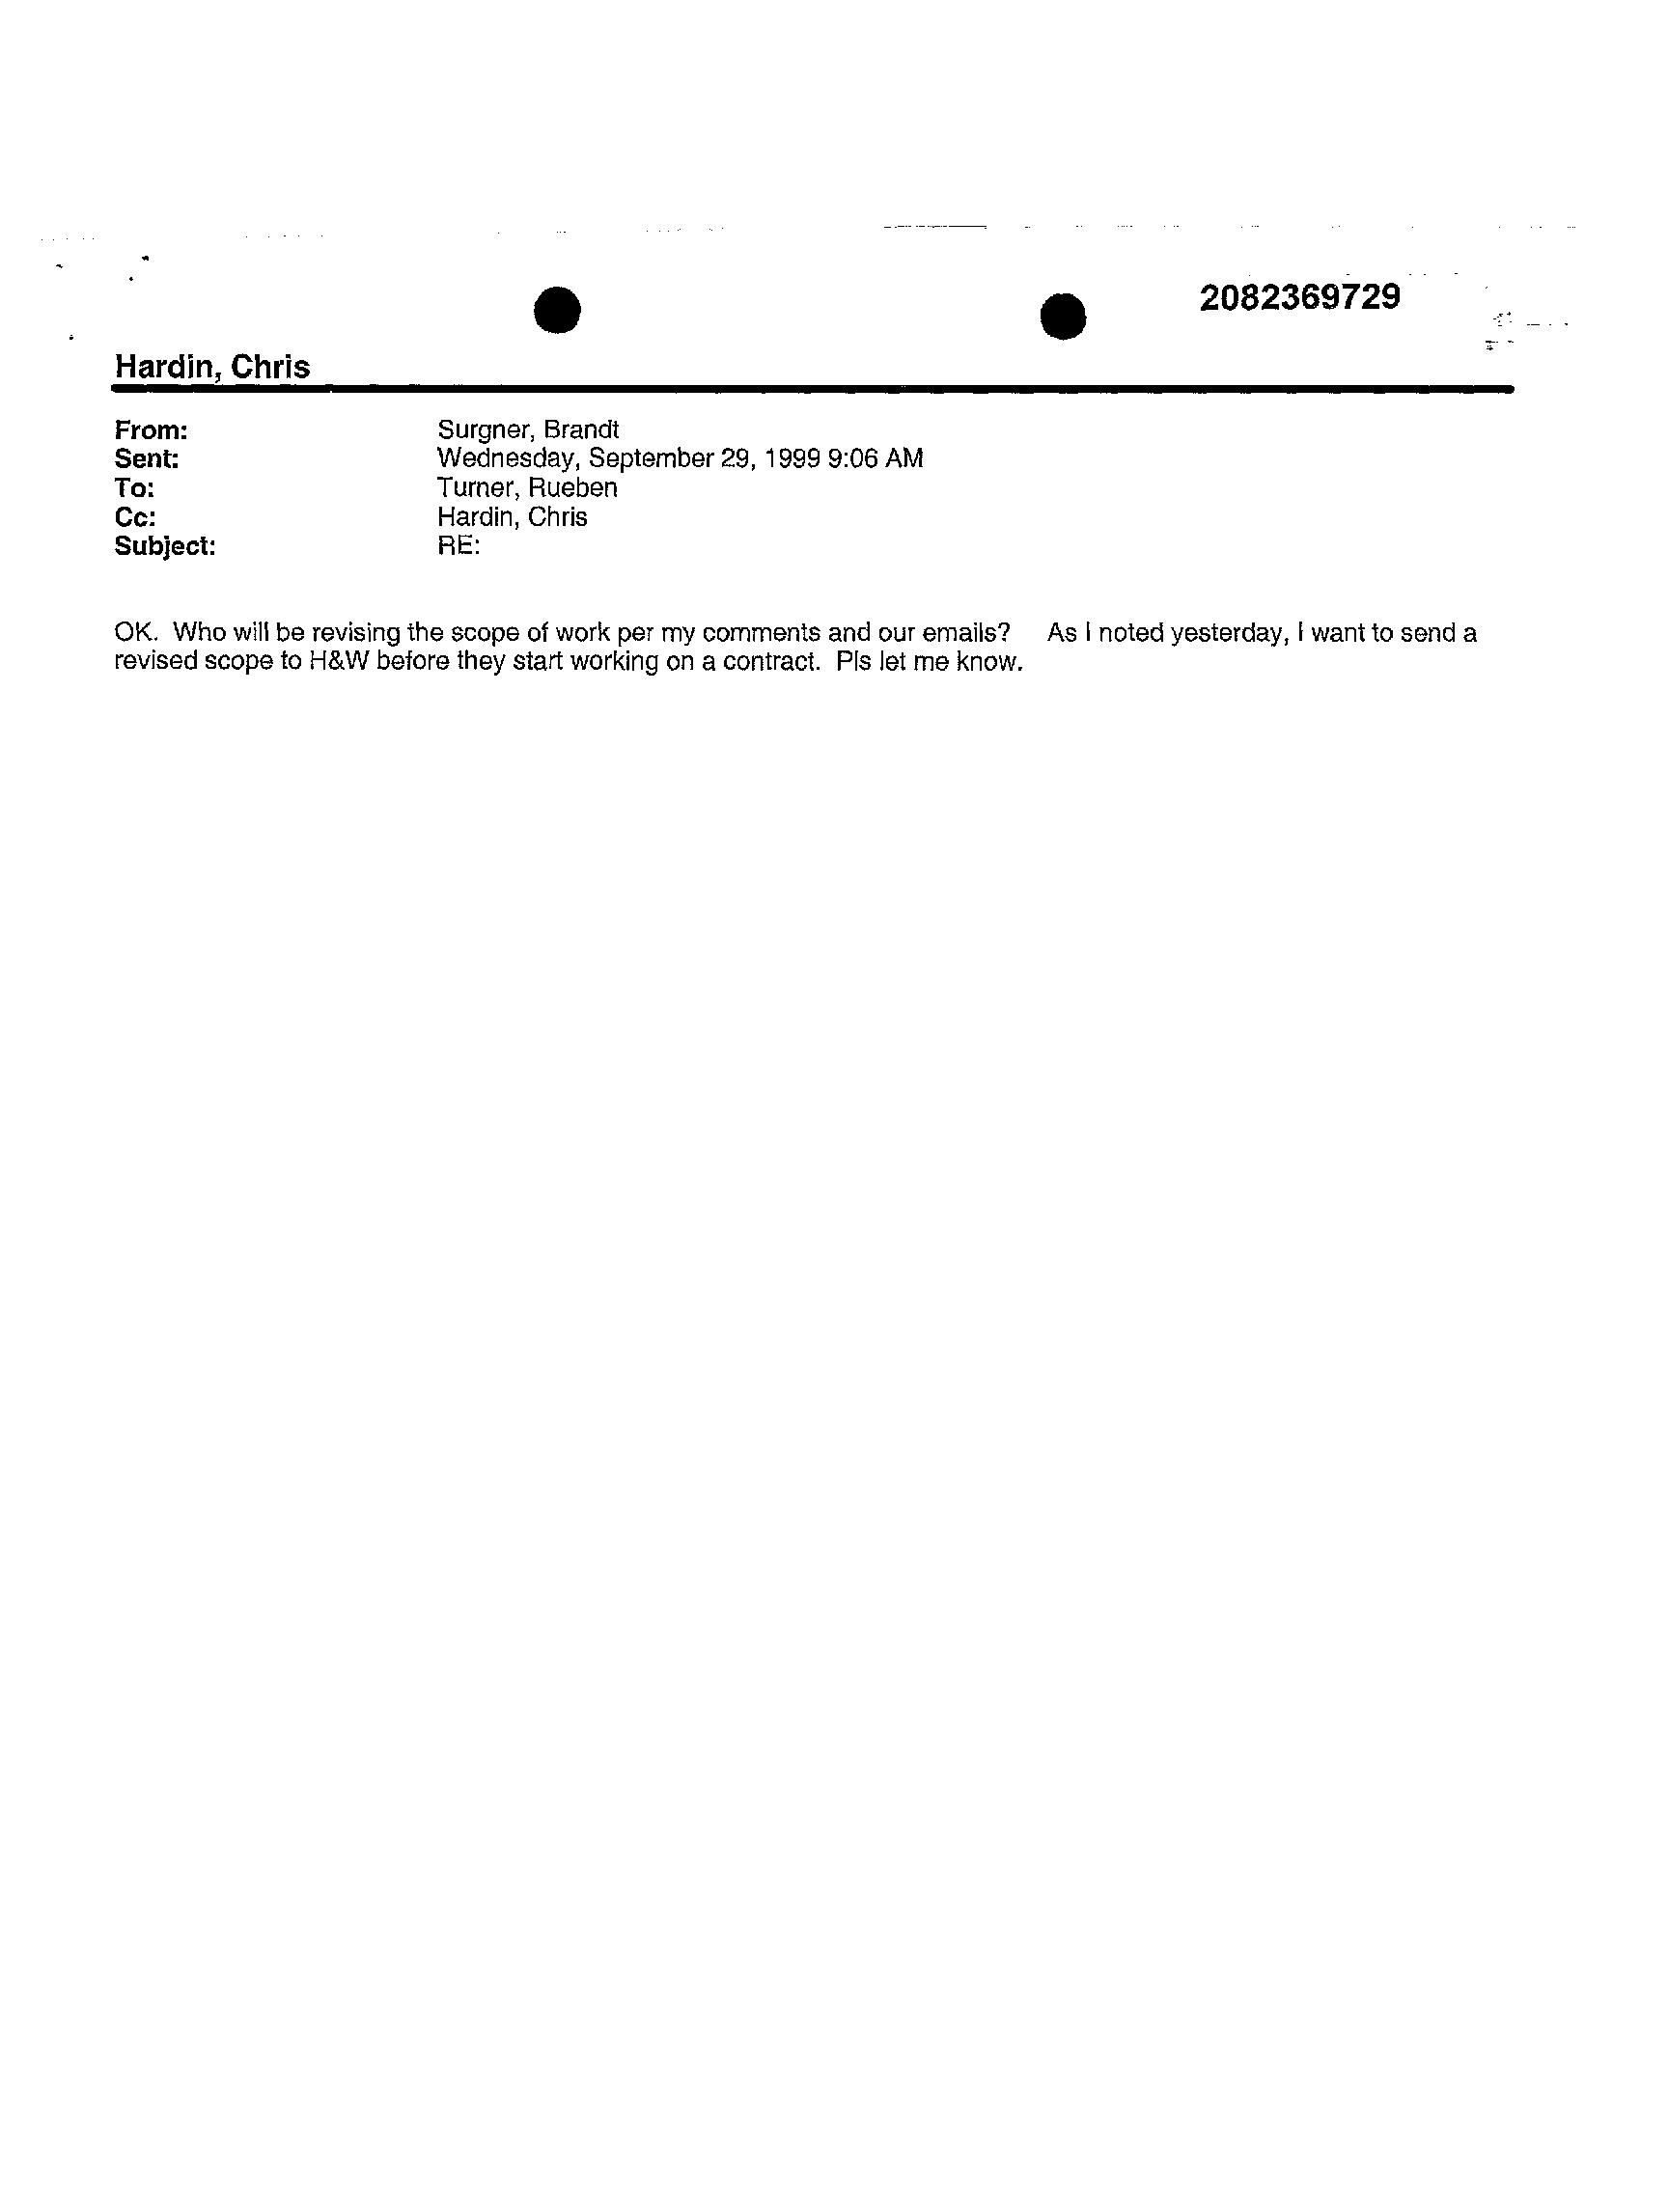 2082369729
Hardin, Chris
From: Surgner, Brandt
Sent: Wednesday, September 29, 1999 9:06 AM
To: Turner, Rueben
Cc: Hardin, Chris
Subject: RE:
OK.  Who will be revising the scope of work per my comments and our emails?    As I noted yesterday, I want to send a
revised scope to H&W before they start working on a contract.  Pls let me know.